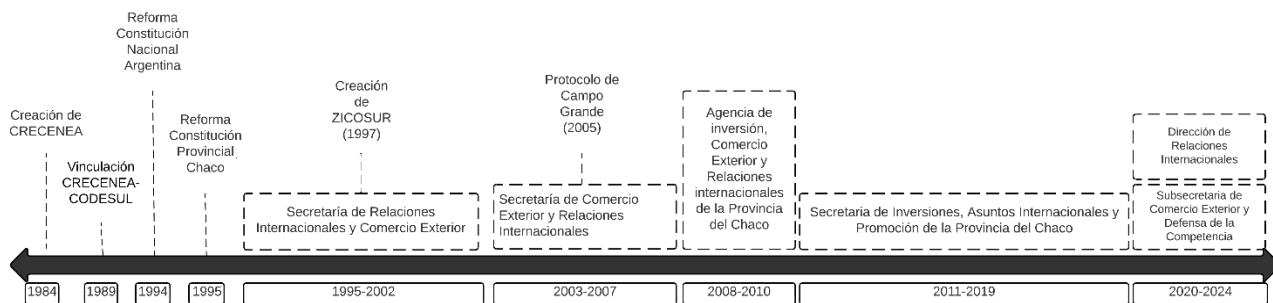 Creación de
CRECENEA
Vinculación
CRECENEA-
CODESUL
Reforma
Constitución
Nacional
Argentina
Reforma
Constitución
Provincial
Chaco
Creación
de
ZICOSUR
(1997)
Secretaría de Relaciones
Internacionales y Comercio Exterior
Protocolo de
Campo
Grande
(2005)
Secretaría de Comercio
Exterior y Relaciones
Internacionales
Agencia de
inversión,
Comercio
Exterior y
Relaciones
internacionales
de la Provincia
del Chaco
Secretaria de Inversiones, Asuntos Internacionales y
Promoción de la Provincia del Chaco
Dirección de
Relaciones
Internacionales
Subsecretaría de
Comercio Exterior y
Defensa de la
Competencia
1984
1989
1994
1995
1995-2002
2003-2007
2008-2010
2011-2019
2020-2024